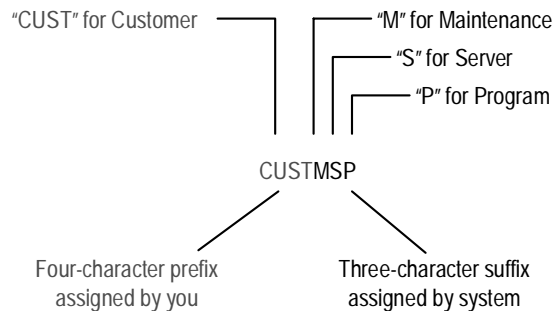 “CUST” for Customer
“M” for Maintenance
“S” for Server
“P” for Program
CUSTMSP
Four-character prefix
assigned by you
Three-character suffix
assigned by system